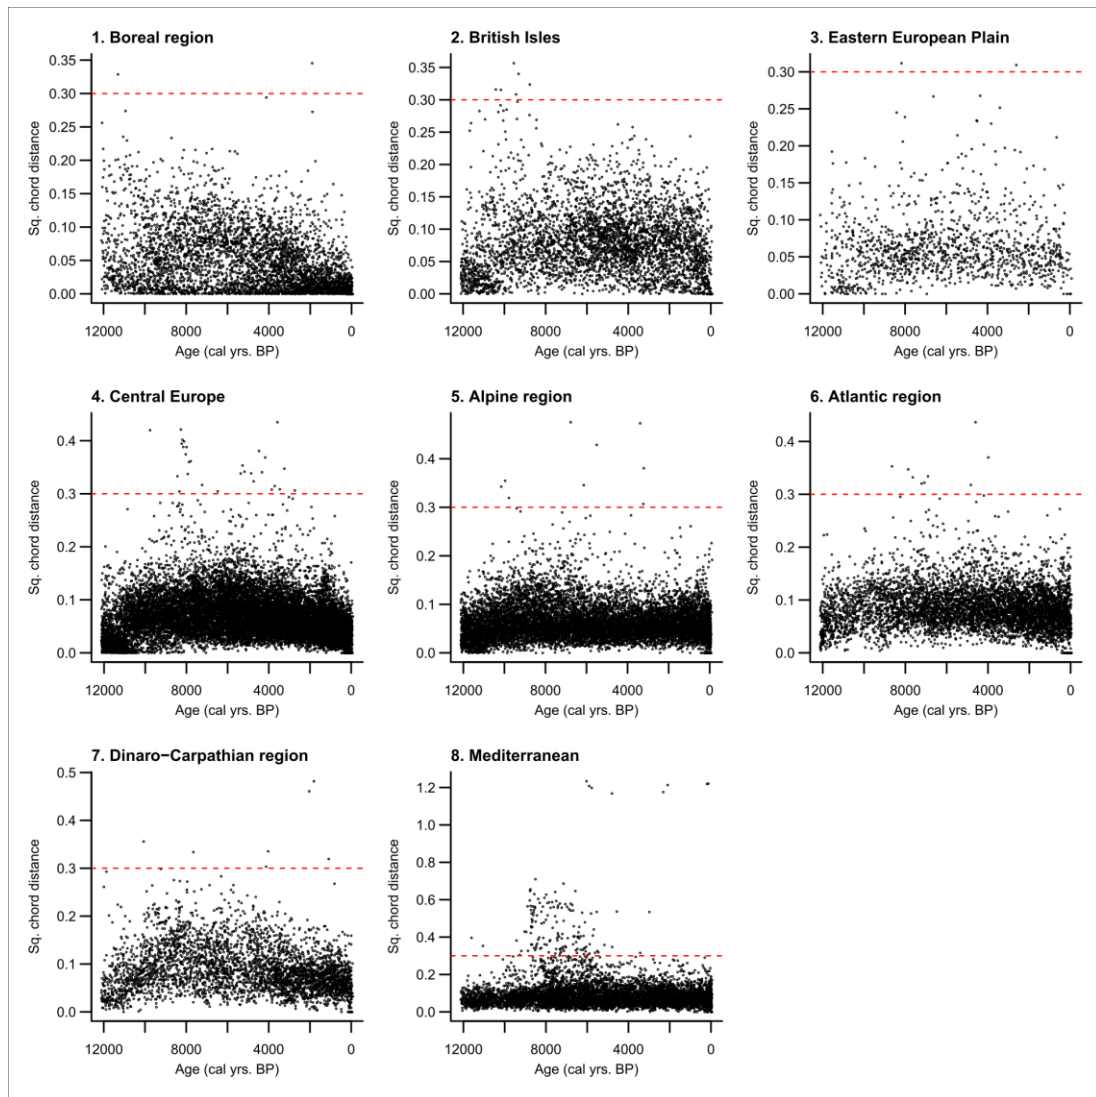 1. Boreal region
Sq. chord distance
0.35
0.30
0.25
0.20
0.15
0.10
0.05
0.00
12000 8000 4000 0
Age (cal yrs. BP)
2. British Isles
Sq. chord distance
0.35
0.30
0.25
0.20
0.15
0.10
0.05
0.00
12000 8000 4000 0
Age (cal yrs. BP)
3. Eastern European Plain
Sq. chord distance
0.30
0.25
0.20
0.15
0.10
0.05
0.00
12000 8000 4000 0
Age (cal yrs. BP)
4. Central Europe
Sq. chord distance
0.4
0.3
0.2
0.1
0.0
12000 8000 4000 0
Age (cal yrs. BP)
5. Alpine region
Sq. chord distance
0.4
0.3
0.2
0.1
0.0
12000 8000 4000 0
Age (cal yrs. BP)
6. Atlantic region
Sq. chord distance
0.4
0.3
0.2
0.1
0.0
12000 8000 4000 0
Age (cal yrs. BP)
7. Dinaro−Carpathian region
Sq. chord distance
0.5
0.4
0.3
0.2
0.1
0.0
12000 8000 4000 0
Age (cal yrs. BP)
8. Mediterranean
Sq. chord distance
1.2
1.0
0.8
0.6
0.4
0.2
0.0
12000 8000 4000 0
Age (cal yrs. BP)